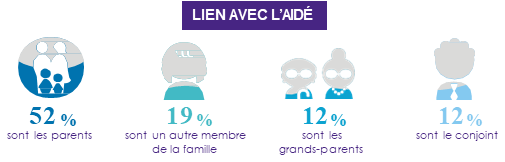 LIEN AVEC L'AIDÉ
52 %
sont les parents
19 %
sont un autre membre
de la famille
12 %
sont les
grands-parents
12 %
sont le conjoint